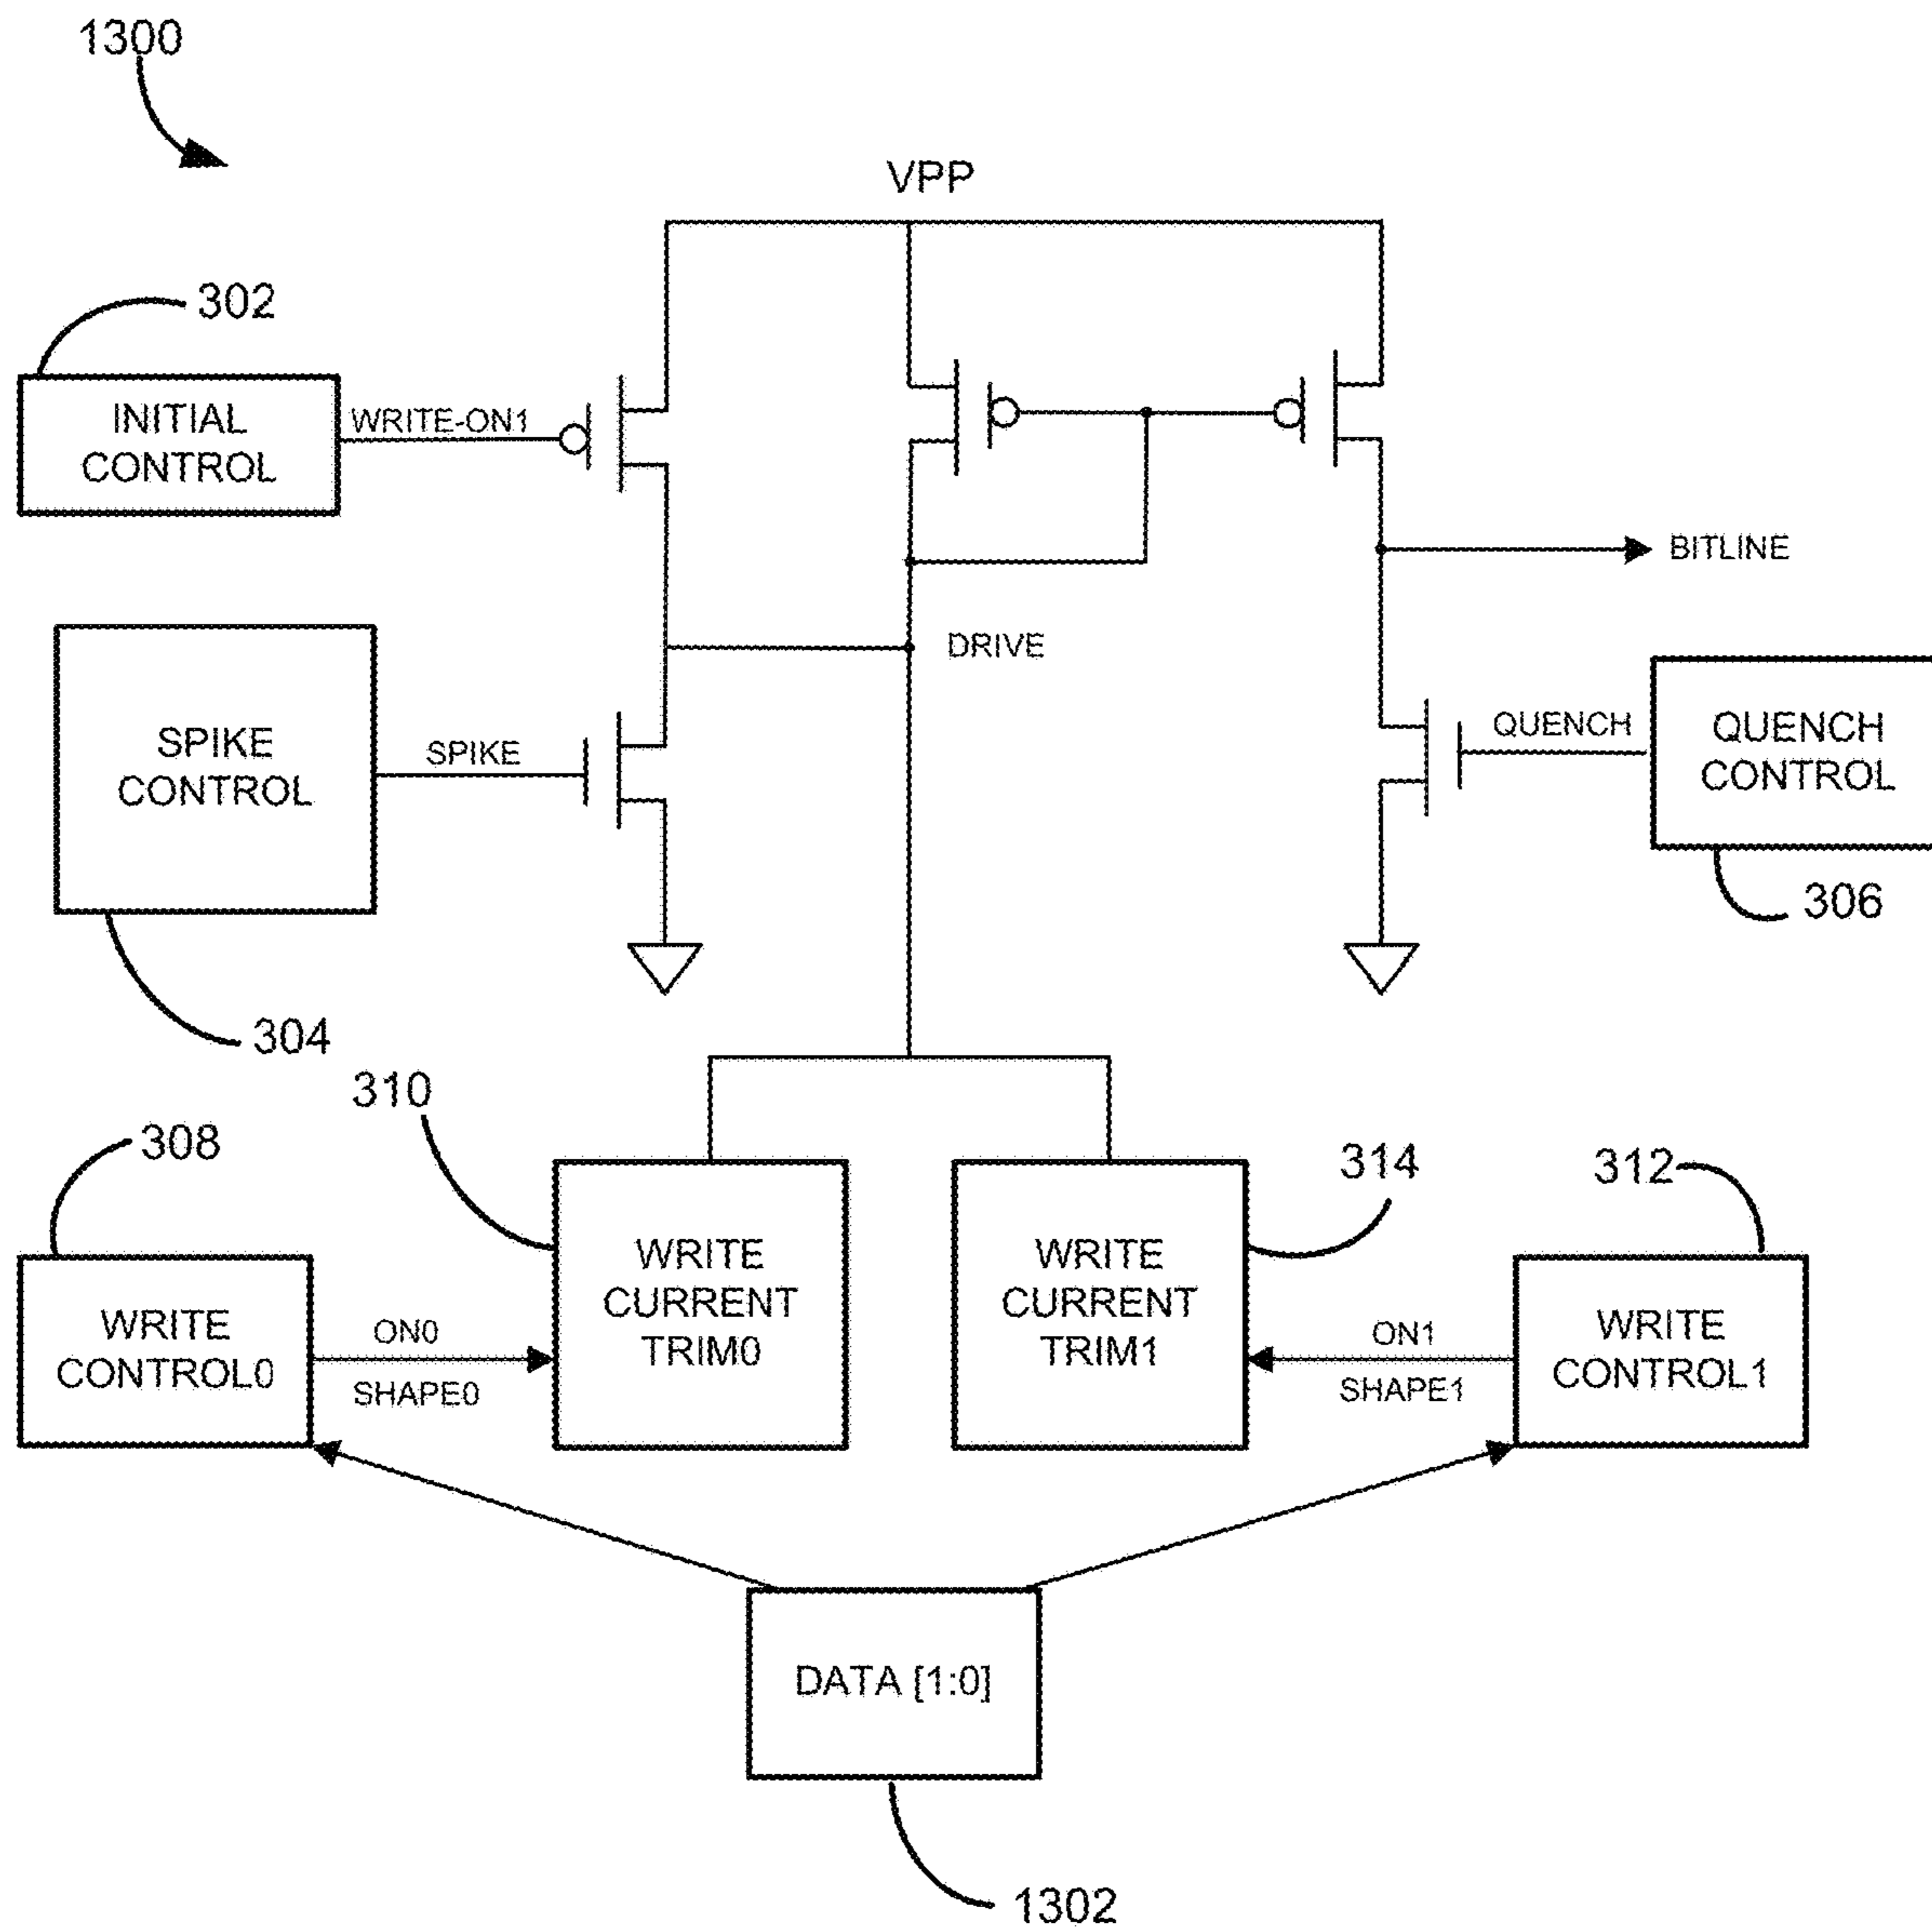 1300
VPP
302
INITIAL
CONTROL
WRITE-ON1
BITLINE
DRIVE
SPIKE
CONTROL
SPIKE
QUENCH
QUENCH
CONTROL
306
304
310
308
314
312
WRITE
CONTROL0
ON0
SHAPE0
WRITE
CURRENT
TRIM0
WRITE
CURRENT
TRIM1
ON1
SHAPE1
WRITE
CONTROL1
DATA [1:0]
1302